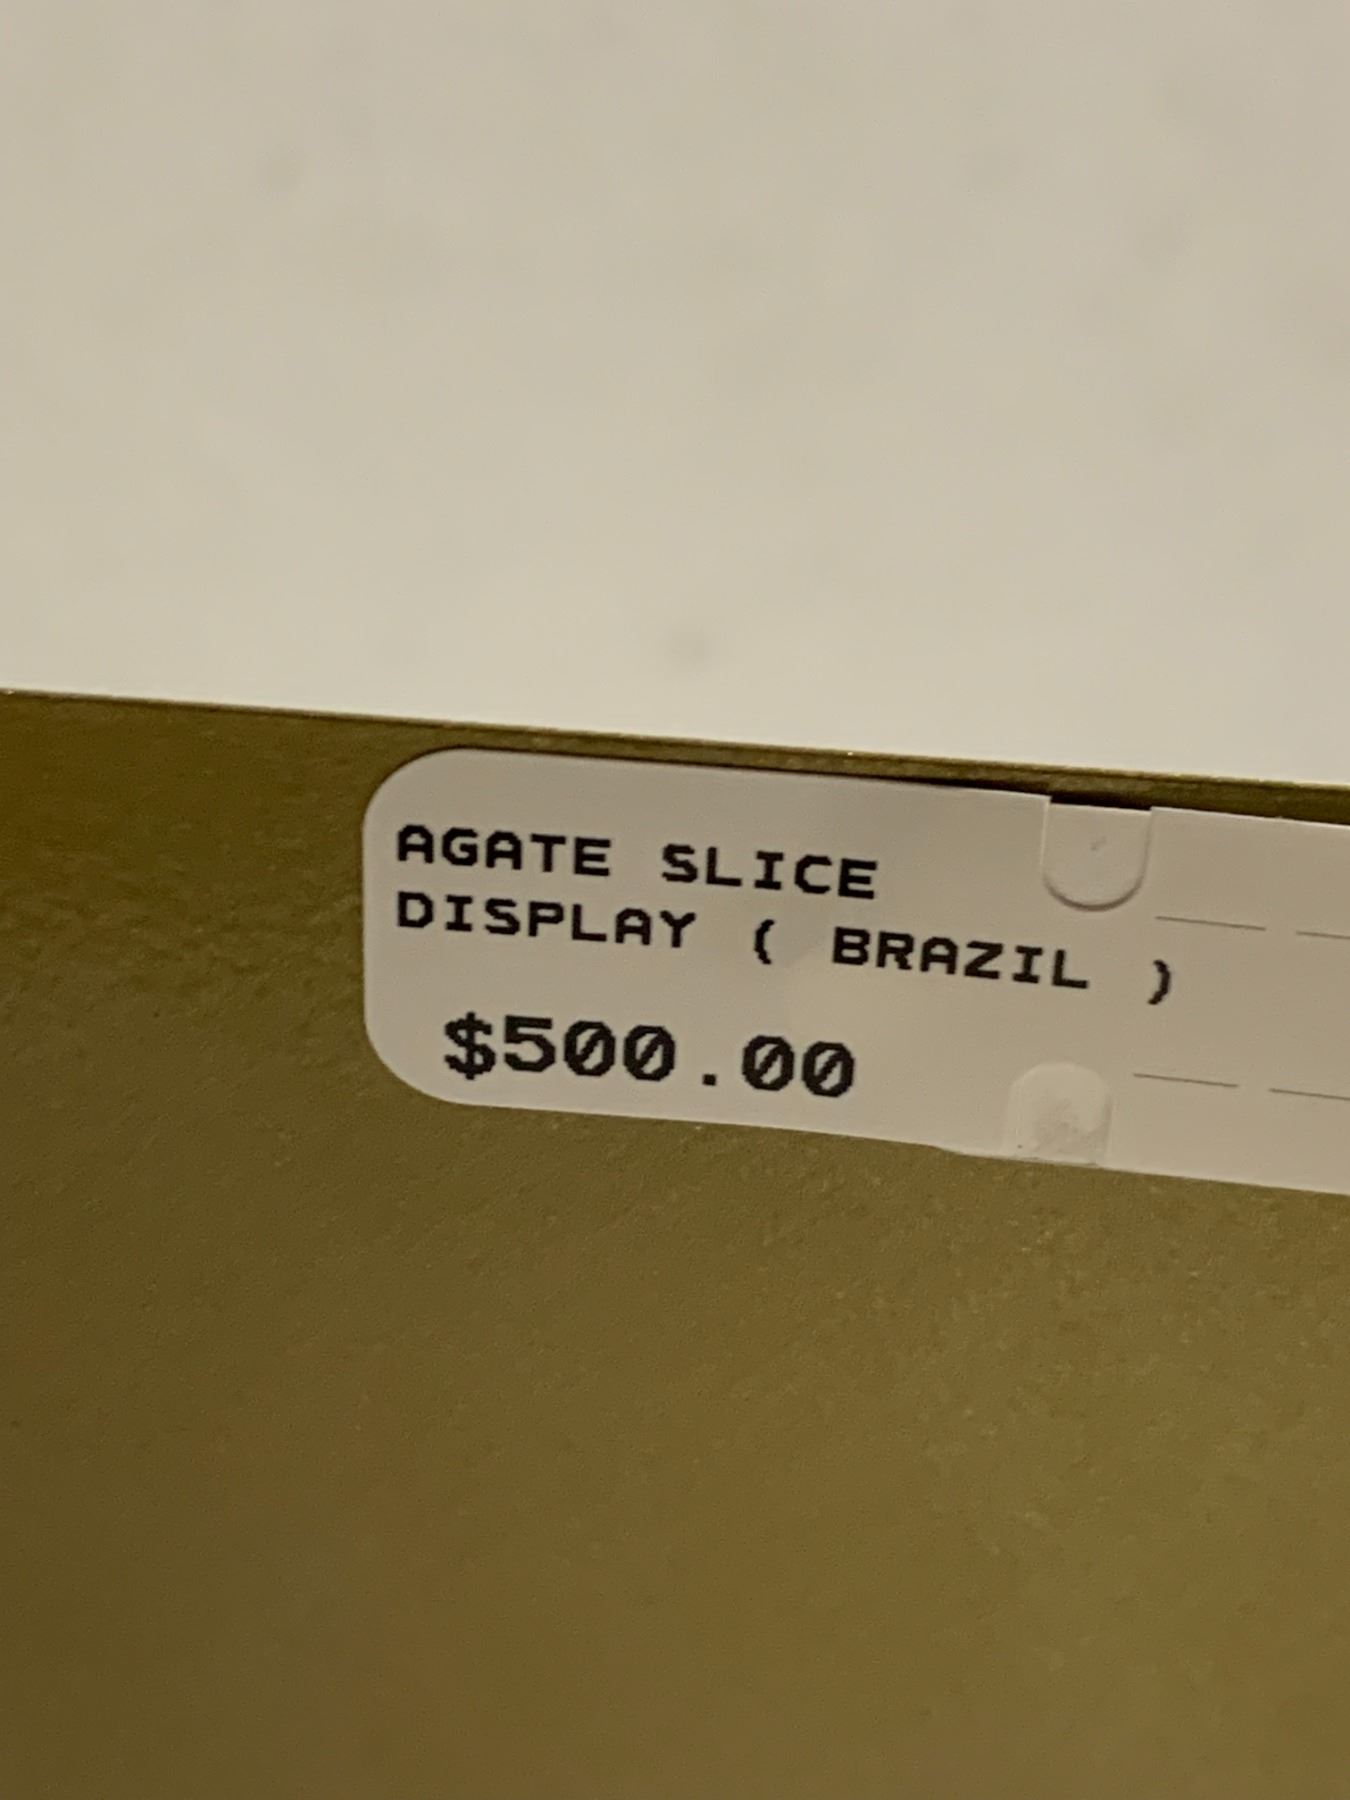 AGATE SLICE
DISPLAY ( BRAZIL )
$500.00